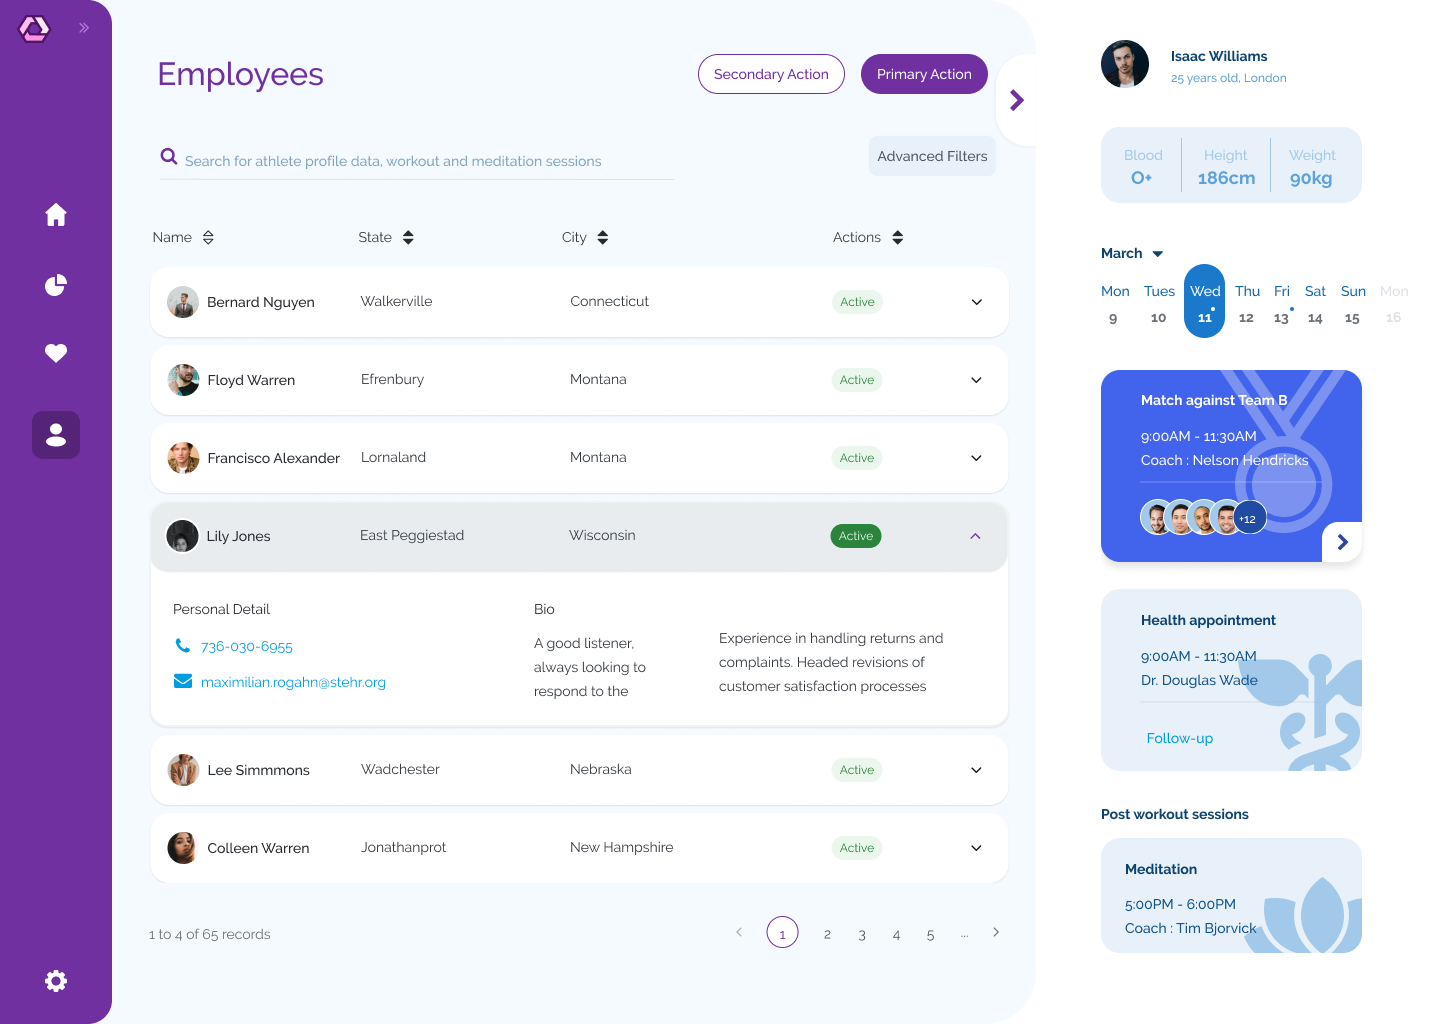 Employees
Secondary Action
Primary Action
Search for athlete profile data, workout and meditation sessions
Advanced Filters
Name
State
City
Actions
Bernard Nguyen
Walkerville
Connecticut
Active
Floyd Warren
Efrenbury
Montana
Active
Francisco Alexander
Lornaland
Montana
Active
Lily Jones
East Peggiestad
Wisconsin
Active
Personal Detail
736-030-6955
maximilian.rogahn@stehr.org
Bio
A good listener,
always looking to
respond to the
Experience in handling returns and
complaints. Headed revisions of
customer satisfaction processes
Lee Simmmons
Wadchester
Nebraska
Active
Colleen Warren
Jonathanprot
New Hampshire
Active
1 to 4 of 65 records
1 2 3 4 5 ...
Isaac Williams
25 years old, London
Blood Height Weight
O+ 186cm 90kg
March
Mon Tues Wed Thu Fri Sat Sun Mon
9 10 11 12 13 14 15 16
Match against Team B
9:00AM - 11:30AM
Coach : Nelson Hendricks
+12
Health appointment
9:00AM - 11:30AM
Dr. Douglas Wade
Follow-up
Post workout sessions
Meditation
5:00PM - 6:00PM
Coach : Tim Bjorvick